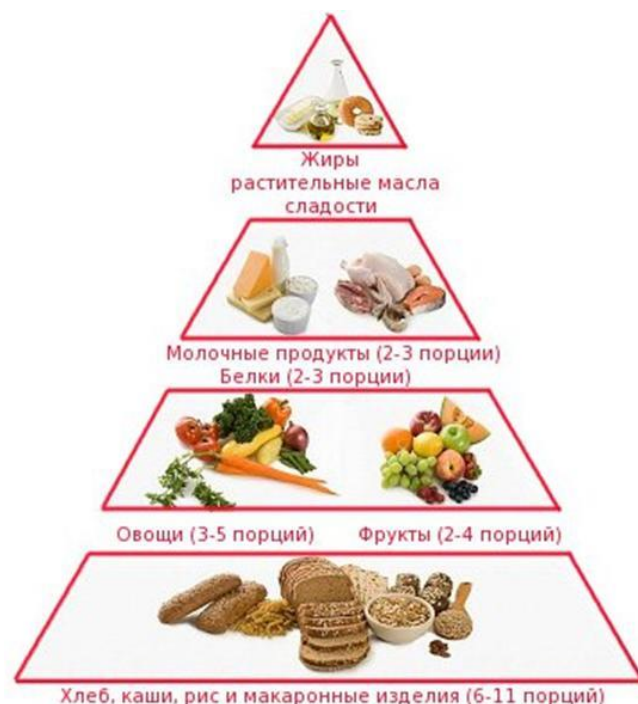 Жиры
растительные масла
сладости
Молочные продукты (2-3 порции)
Белки (2-3 порции)
Овощи (3-5 порций)
Фрукты (2-4 порций)
Хлеб, каши, рис и макаронные изделия (6-11 порций)